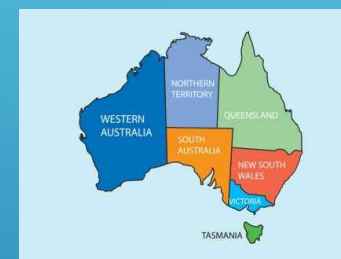 NORTHERN
TERRITORY
QUEENSLAND
WESTERN
AUSTRALIA
SOUTH
AUSTRALIA
NEW SOUTH
WALES
VICTORIA
TASMANIA